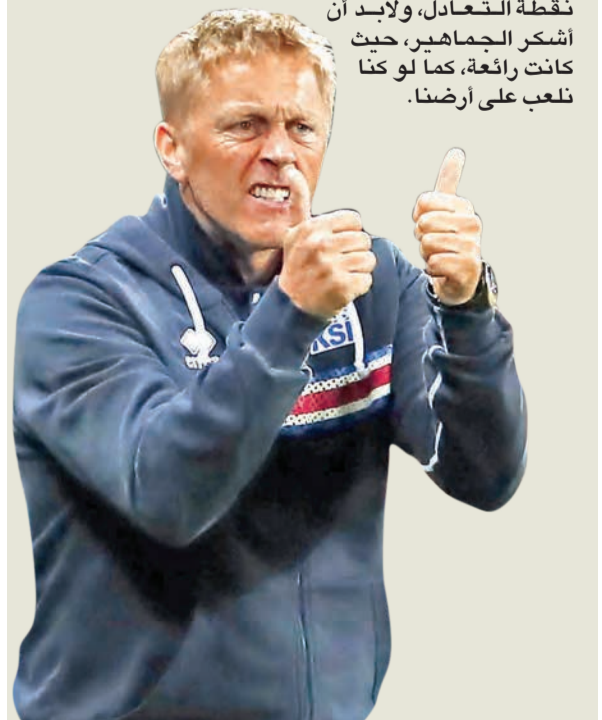 نقطة التعادل، ولابد أن
أشكر الجماهير، حيث
كانت رائعة، كما لو كنا
نلعب على أرضنا.
KSI